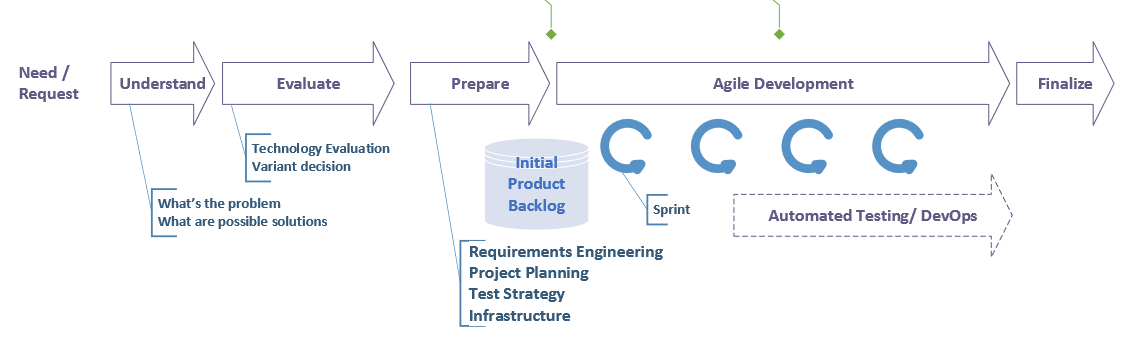 Need /
Request
Understand
Evaluate
Prepare
Agile Development
Finalize
Technology Evaluation
Variant decision
What's the problem
What are possible solutions
Initial
Product
Backlog
Sprint
Automated Testing/ DevOps
Requirements Engineering
Project Planning
Test Strategy
Infrastructure